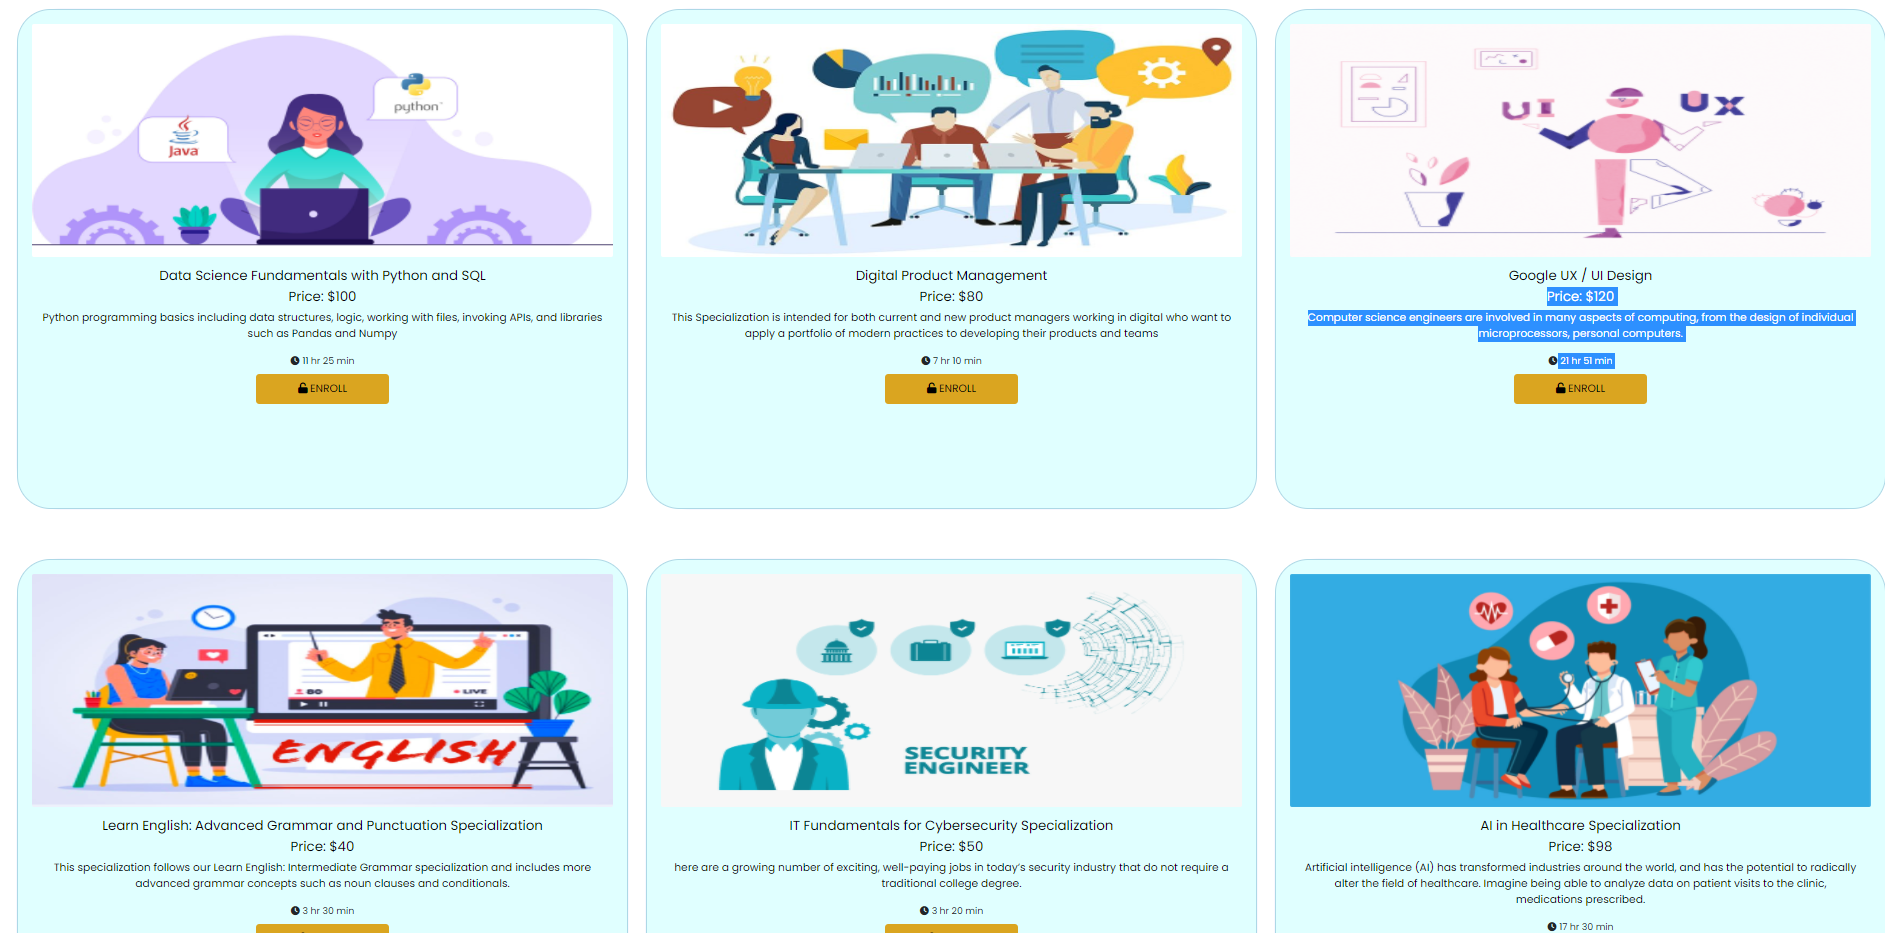 Java
python
UI
UX
Data Science Fundamentals with Python and SQL
Price: $100
Python programming basics including data structures, logic, working with files, invoking APIs, and libraries
such as Pandas and Numpy
11 hr 25 min
ENROLL
Digital Product Management
Price: $80
This Specialization is intended for both current and new product managers working in digital who want to
apply a portfolio of modern practices to developing their products and teams
7 hr 10 min
ENROLL
Google UX / UI Design
Price: $120
Computer science engineers are involved in many aspects of computing, from the design of individual
microprocessors, personal computers.
21 hr 51 min
ENROLL
80
LIVE
ENGLISH
Learn English: Advanced Grammar and Punctuation Specialization
Price: $40
This specialization follows our Learn English: Intermediate Grammar specialization and includes more
advanced grammar concepts such as noun clauses and conditionals.
3 hr 30 min
SECURITY
ENGINEER
IT Fundamentals for Cybersecurity Specialization
Price: $50
here are a growing number of exciting, well-paying jobs in today's security industry that do not require a
traditional college degree.
3 hr 20 min
AI in Healthcare Specialization
Price: $98
Artificial intelligence (AI) has transformed industries around the world, and has the potential to radically
alter the field of healthcare. Imagine being able to analyze data on patient visits to the clinic,
medications prescribed.
17 hr 30 min